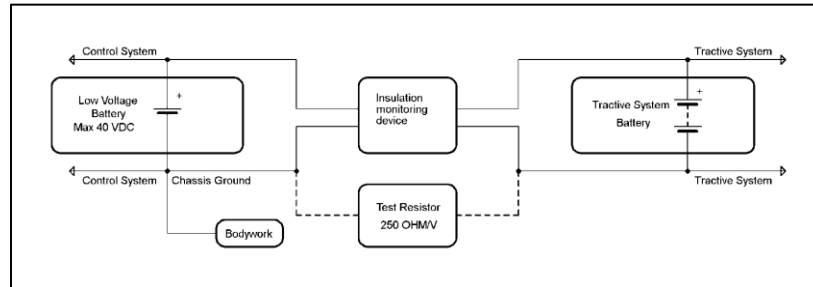 Control System
Tractive System
Low Voltage
Battery
Max 40 VDC
+
Insulation
monitoring
device
+
Tractive System
Battery
Control System
Chassis Ground
Tractive System
Test Resistor
250 OHM/V
Bodywork